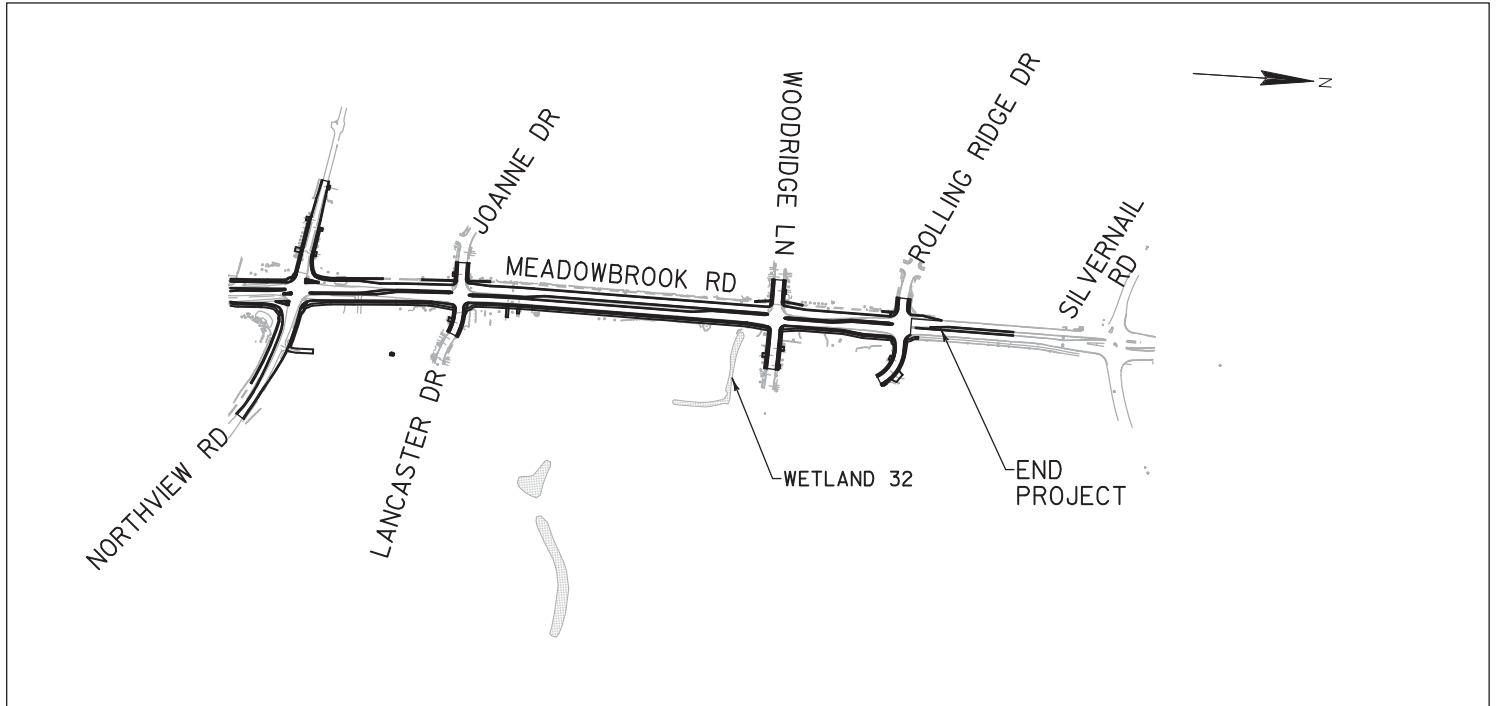 N
WOODRIDGE LN
ROLLING RIDGE DR
JOANNE DR
SILVERNAIL
RD
MEADOWBROOK RD
NORTHVIEW RD
LANCASTER DR
WETLAND 32
END
PROJECT